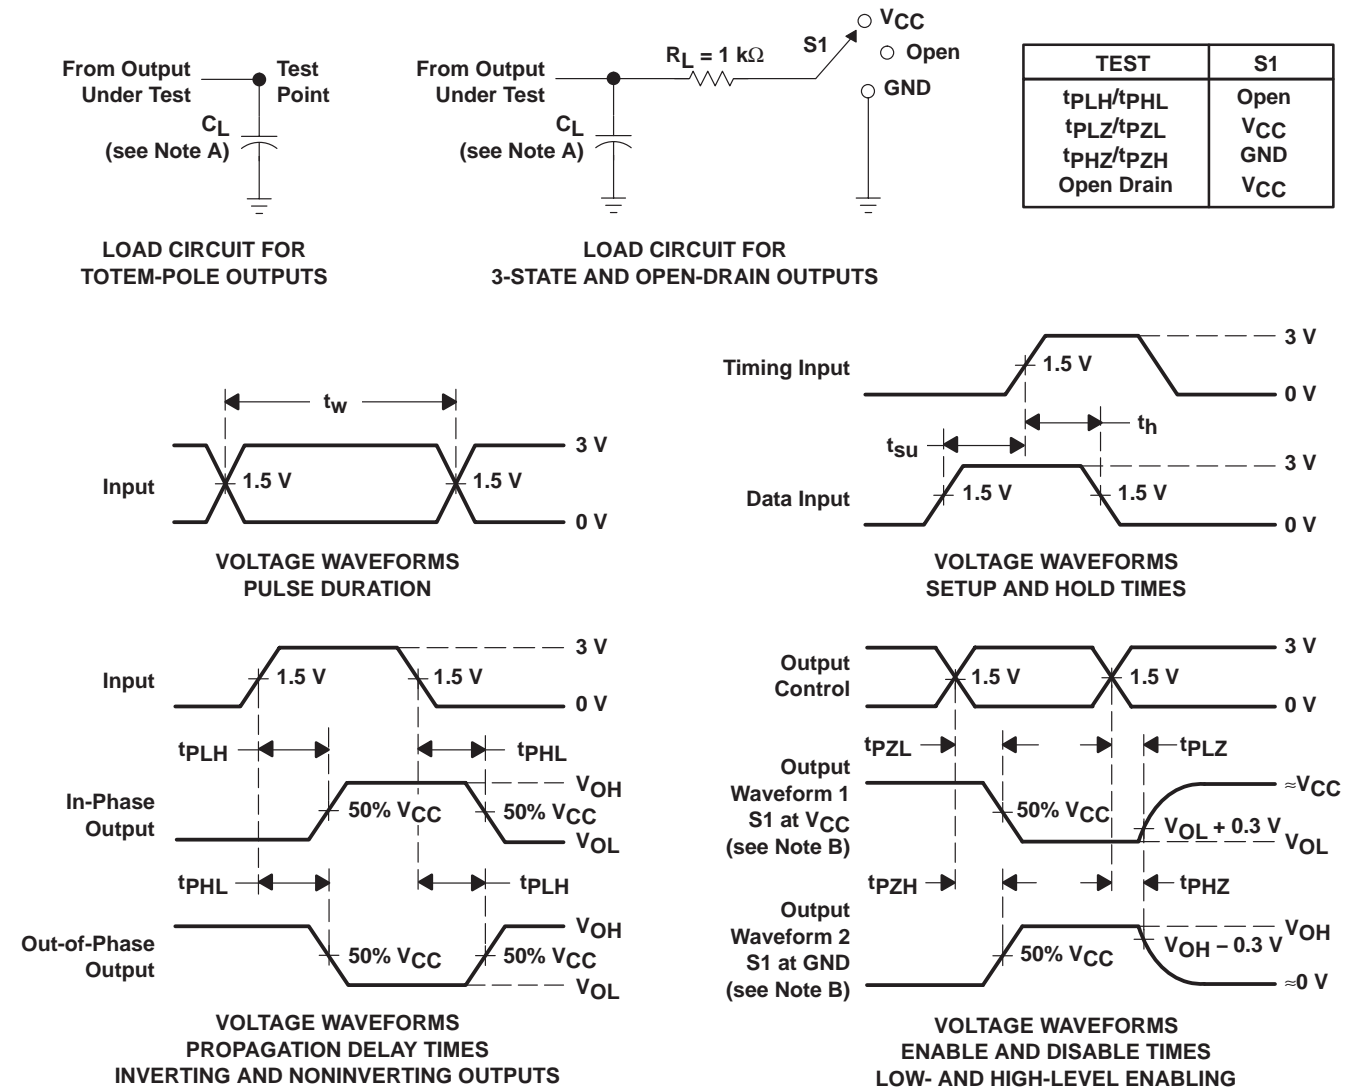 From Output
Under Test
Test
Point
CL
(see Note A)
LOAD CIRCUIT FOR
TOTEM-POLE OUTPUTS
From Output
Under Test
CL
(see Note A)
RL = 1 kΩ
S1
VCC
Open
GND
LOAD CIRCUIT FOR
3-STATE AND OPEN-DRAIN OUTPUTS
TEST S1
tPLH/tPHL Open
tPLZ/tPZL VCC
tPHZ/tPZH GND
Open Drain VCC
tw
3 V
Input
1.5 V
1.5 V
0 V
VOLTAGE WAVEFORMS
PULSE DURATION
Timing Input
3 V
1.5 V
0 V
th
tsu
3 V
Data Input
1.5 V
1.5 V
0 V
VOLTAGE WAVEFORMS
SETUP AND HOLD TIMES
3 V
Input
1.5 V
1.5 V
0 V
tPLH
tPHL
In-Phase
Output
VOH
50% VCC
50% VCC
VOL
tPHL
tPLH
Out-of-Phase
Output
VOH
50% VCC
50% VCC
VOL
VOLTAGE WAVEFORMS
PROPAGATION DELAY TIMES
INVERTING AND NONINVERTING OUTPUTS
Output
Control
3 V
1.5 V
1.5 V
0 V
tPZL
tPLZ
Output
Waveform 1
S1 at VCC
(see Note B)
≈VCC
50% VCC
VOL + 0.3 V
VOL
tPZH
tPHZ
Output
Waveform 2
S1 at GND
(see Note B)
VOH
50% VCC
VOH − 0.3 V
≈0 V
VOLTAGE WAVEFORMS
ENABLE AND DISABLE TIMES
LOW- AND HIGH-LEVEL ENABLING